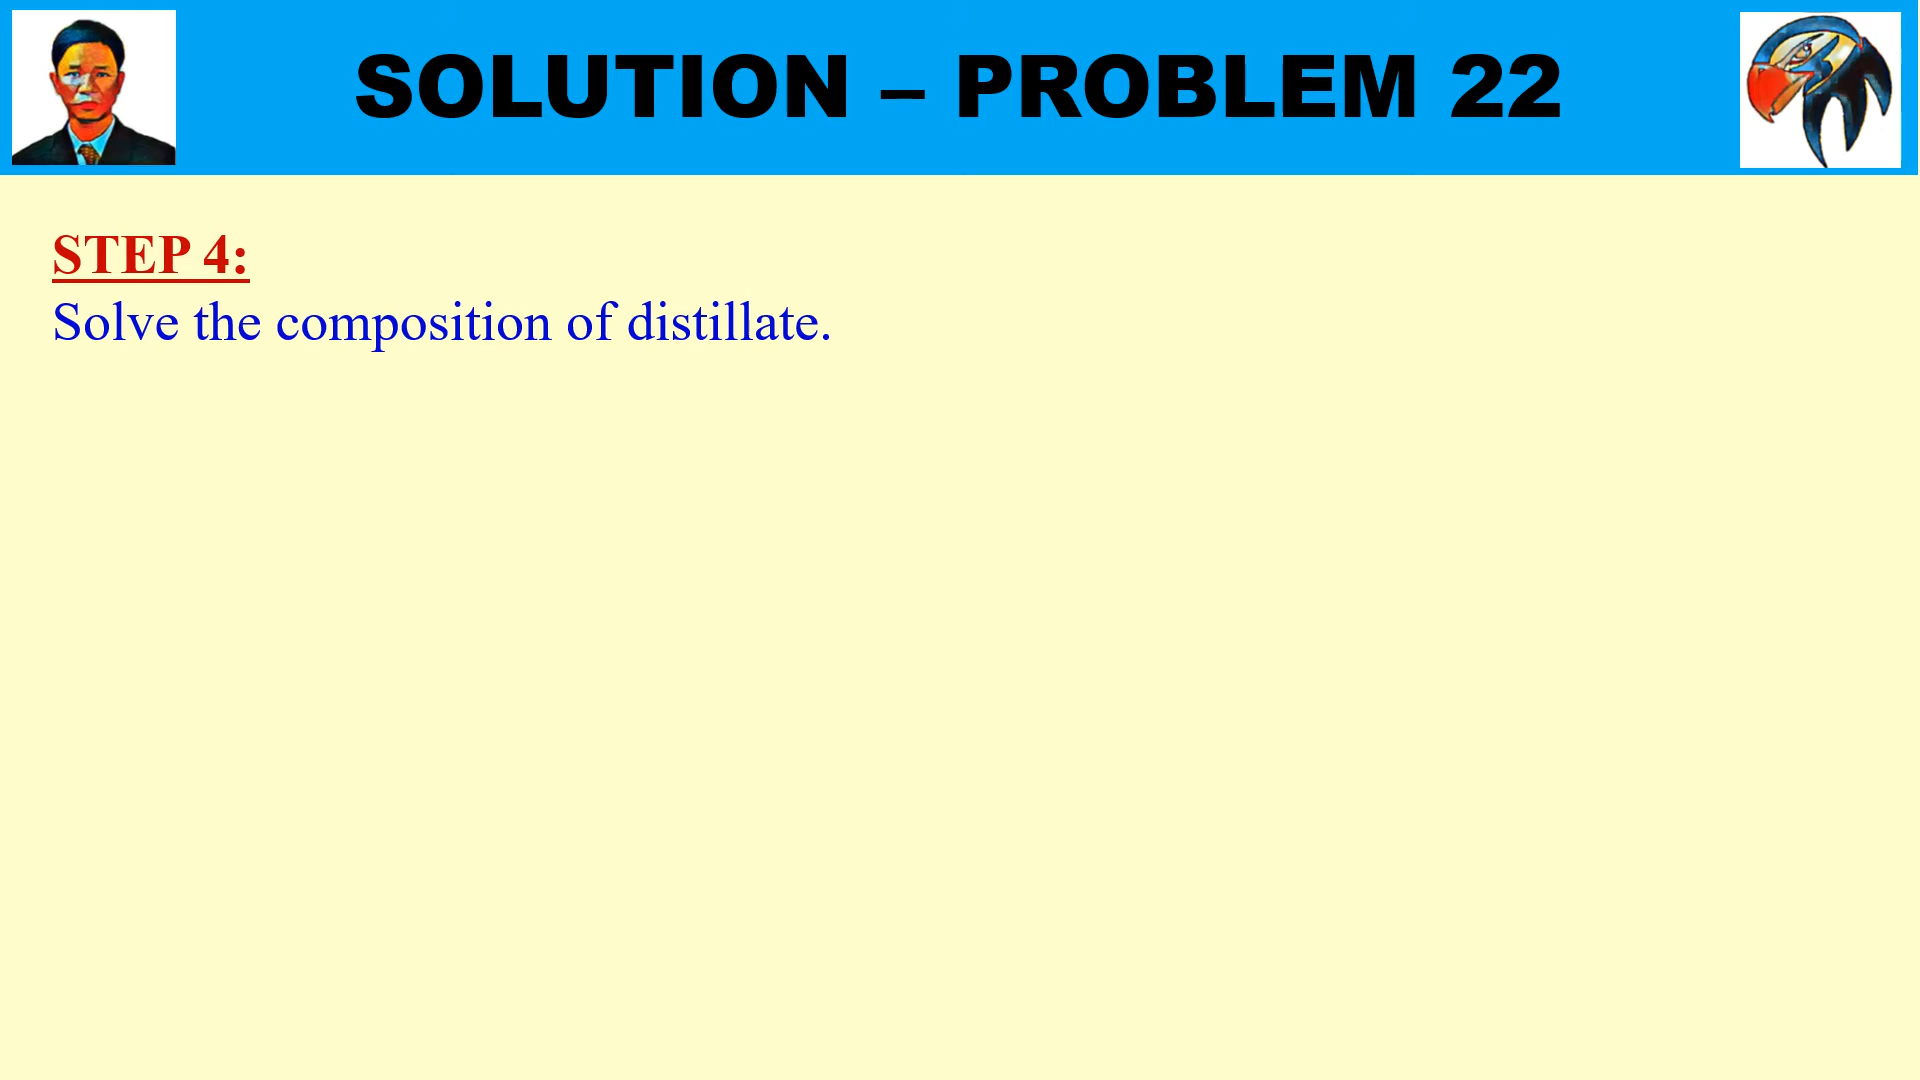 SOLUTION – PROBLEM 22
STEP 4:
Solve the composition of distillate.